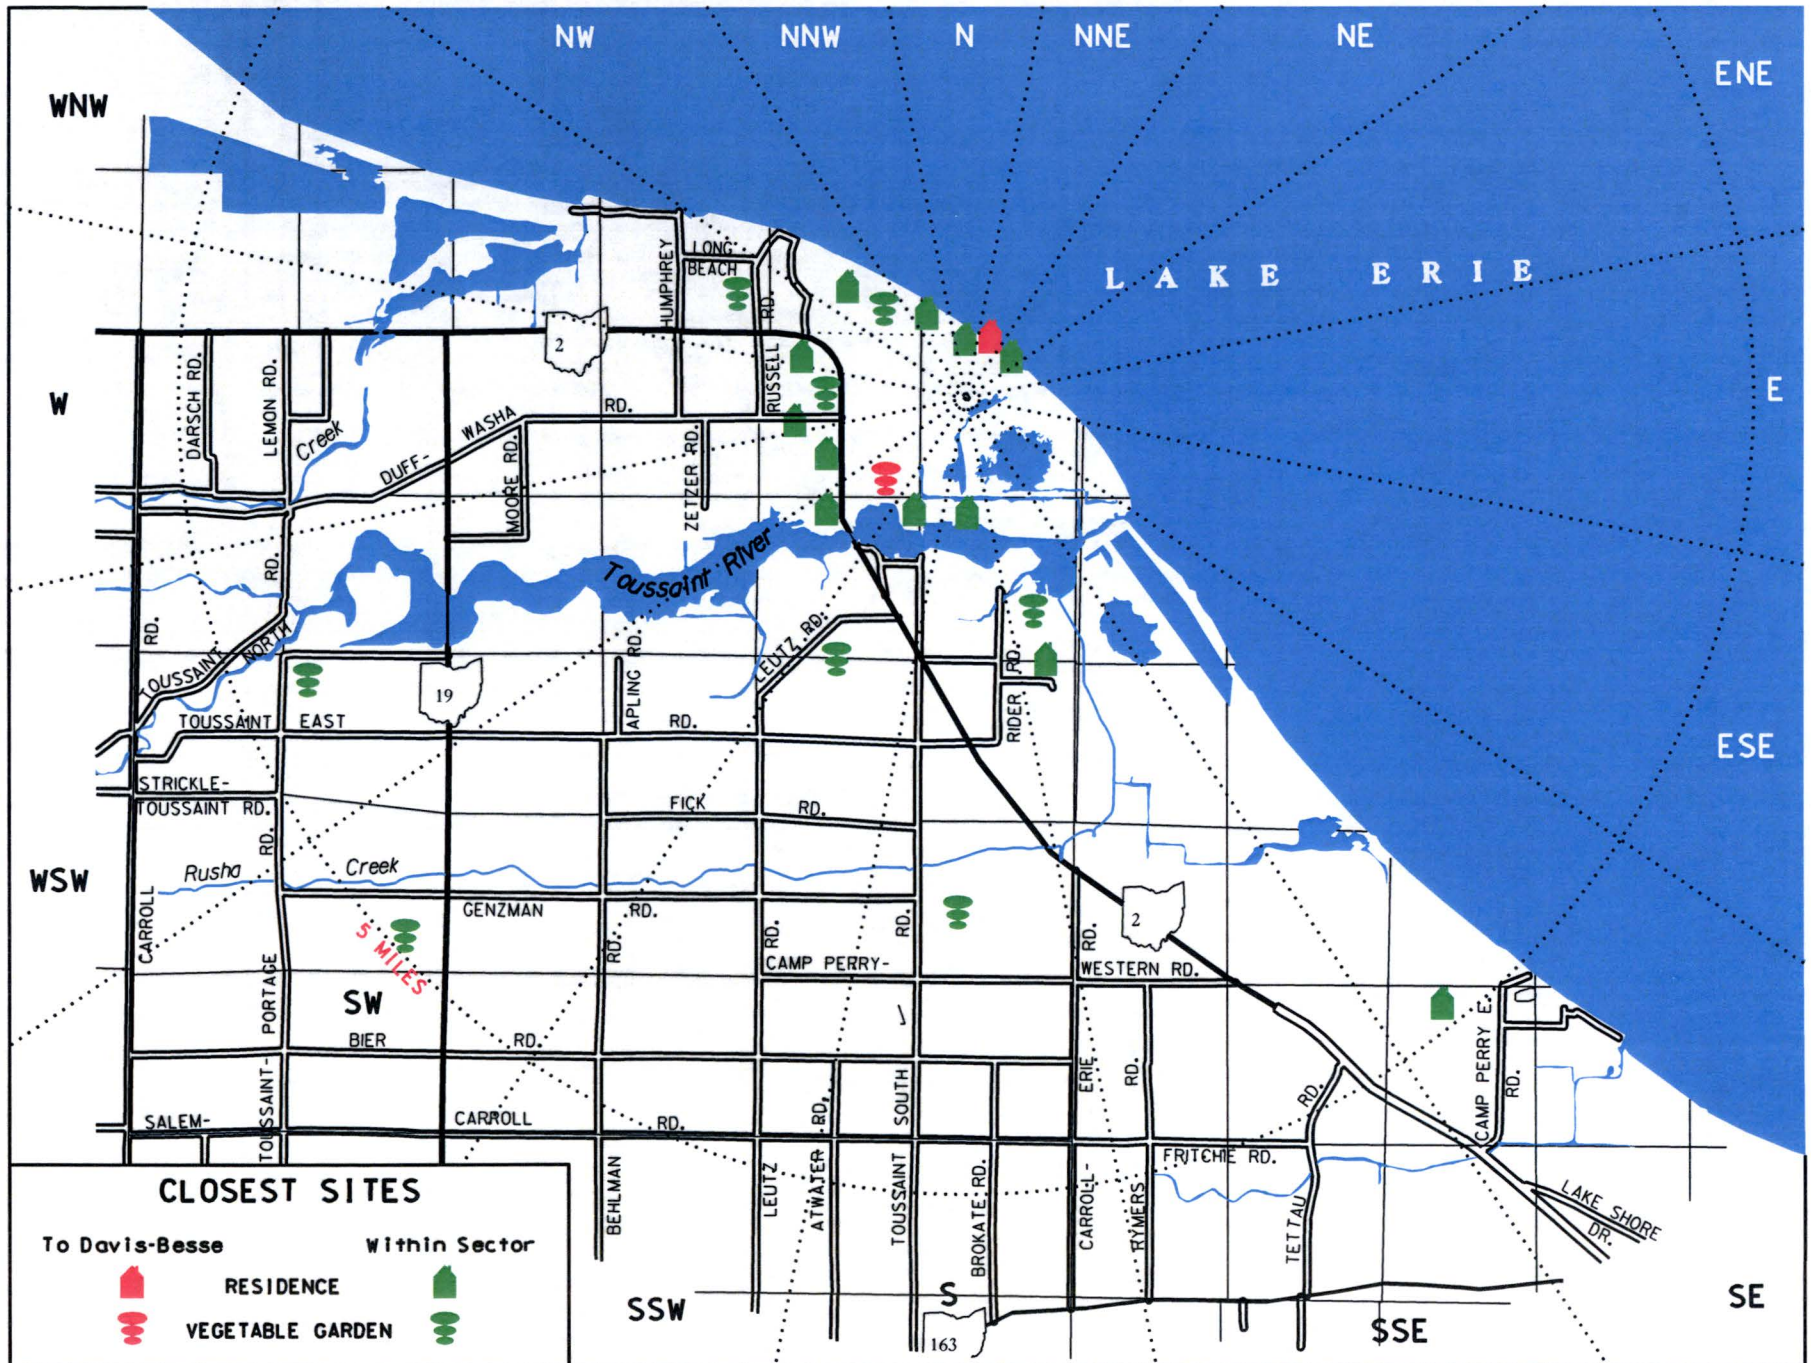 NW
NNW
N
NNE
NE
ENE
WNW
LAKE ERIE
HUMPHREY
LONG
BEACH
RD.
2
W
DARSCH RD.
LEMON RD.
Creek
DUFF-
WASHA
RD.
MOORE RD.
ZETZER RD.
RUSSELL
E
Toussaint River
RD.
RD.
TOUSSAINT
NORTH
19
APLING RD.
LEUTZ RD.
RIDER RD.
TOUSSAINT EAST RD.
ESE
STRICKLE-
TOUSSAINT RD.
FICK RD.
RD.
WSW
Rusha Creek
CARROLL
GENZMAN RD.
5 MILES
RD.
RD.
RD.
RD.
2
CAMP PERRY-
WESTERN RD.
SW
PORTAGE
BIER RD.
TOUSSAINT-
SALEM- CARROLL RD.
RD.
SOUTH
ERIE
RD.
RD.
CAMP PERRY E.
RD.
FRITCHIE RD.
BEHLMAN
LEUTZ
ATWATER
TOUSSAINT
BROKATE RD.
CARROLL-
RYMERS
TETTAU
LAKE SHORE
DR.
SSW
S
163
SSE
SE
CLOSEST SITES
To Davis-Besse Within Sector
RESIDENCE
VEGETABLE GARDEN